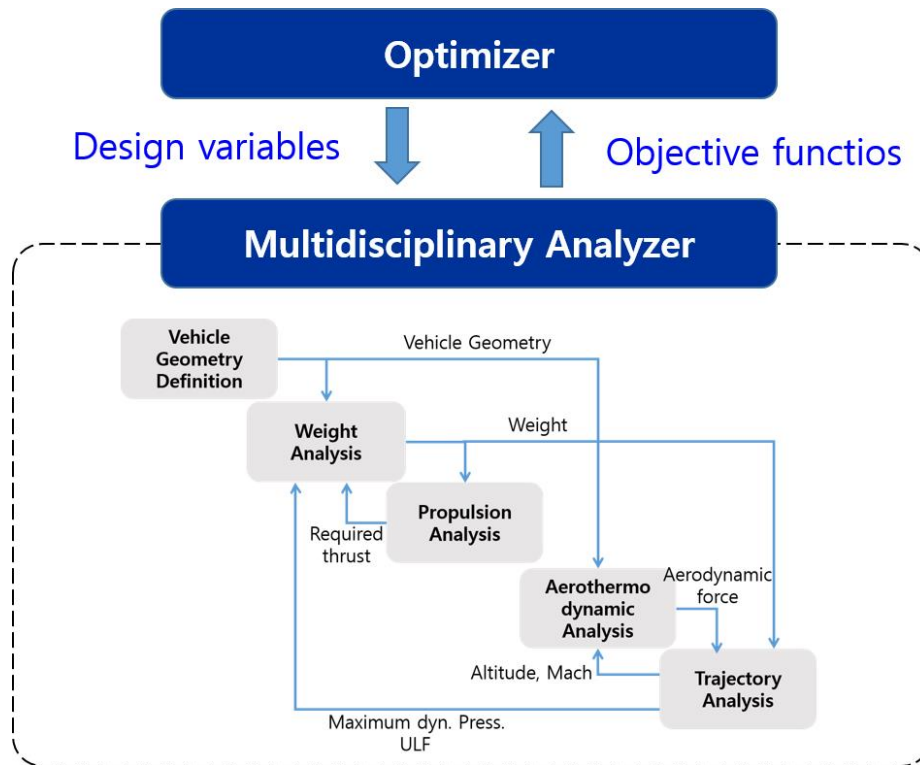 Optimizer
Design variables
Objective functios
Multidisciplinary Analyzer
Vehicle
Geometry
Definition
Vehicle Geometry
Weight
Analysis
Weight
Propulsion
Analysis
Required
thrust
Aerothermo
dynamic
Analysis
Aerodynamic
force
Altitude, Mach
Trajectory
Analysis
Maximum dyn. Press.
ULF